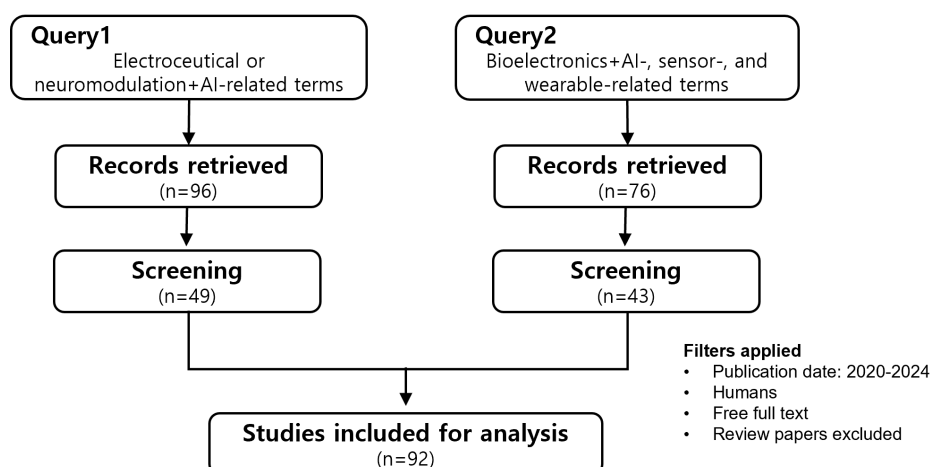 Query1
Electroceutical or
neuromodulation+AI-related terms
Query2
Bioelectronics+AI-, sensor-, and
wearable-related terms
Records retrieved
(n=96)
Records retrieved
(n=76)
Screening
(n=49)
Screening
(n=43)
Filters applied
• Publication date: 2020-2024
• Humans
• Free full text
• Review papers excluded
Studies included for analysis
(n=92)